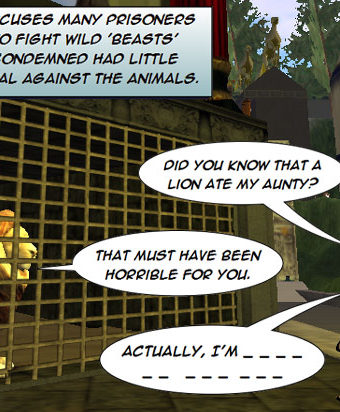 CUSES MANY PRISONERS
O FIGHT WILD 'BEASTS'
ONDEMNED HAD LITTLE
AL AGAINST THE ANIMALS.
DID YOU KNOW THAT A
LION ATE MY AUNTY?
THAT MUST HAVE BEEN
HORRIBLE FOR YOU.
ACTUALLY, I'M _ _ _ _
_ _ _ _ _ _ _ _